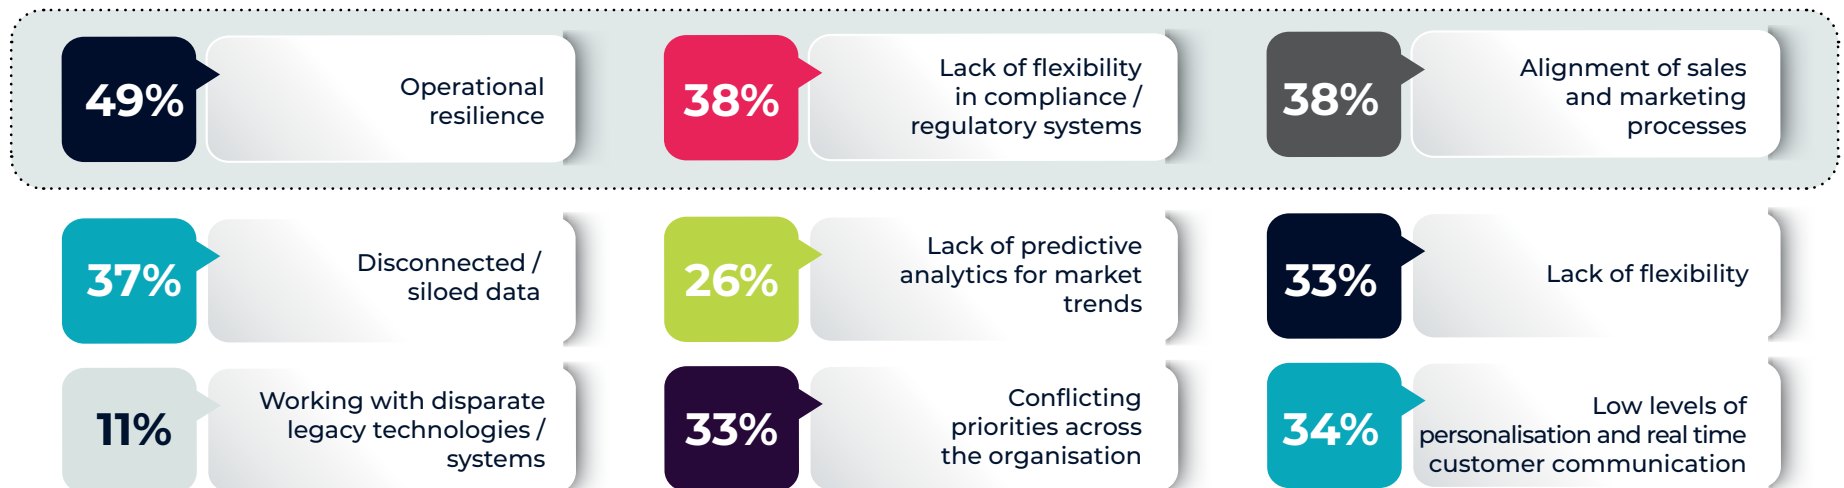 49%
Operational
resilience
38%
Lack of flexibility
in compliance /
regulatory systems
38%
Alignment of sales
and marketing
processes
37%
Disconnected /
siloed data
26%
Lack of predictive
analytics for market
trends
33%
Lack of flexibility
11%
Working with disparate
legacy technologies /
systems
33%
Conflicting
priorities across
the organisation
34%
Low levels of
personalisation and real time
customer communication